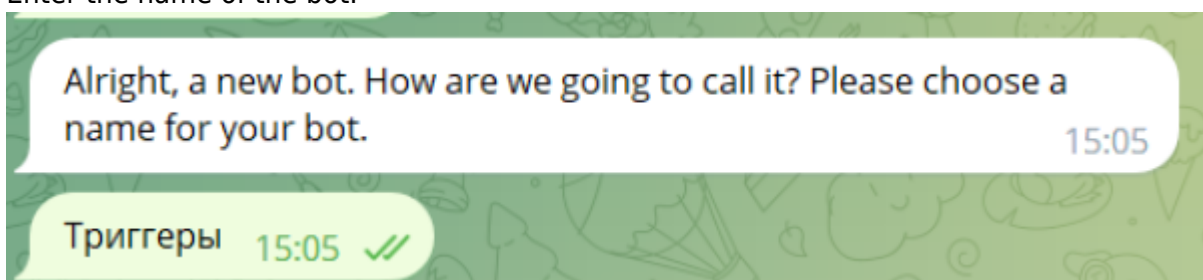 Enter the name of the bot:
Alright, a new bot. How are we going to call it? Please choose a
name for your bot.
15:05
Триггеры 15:05